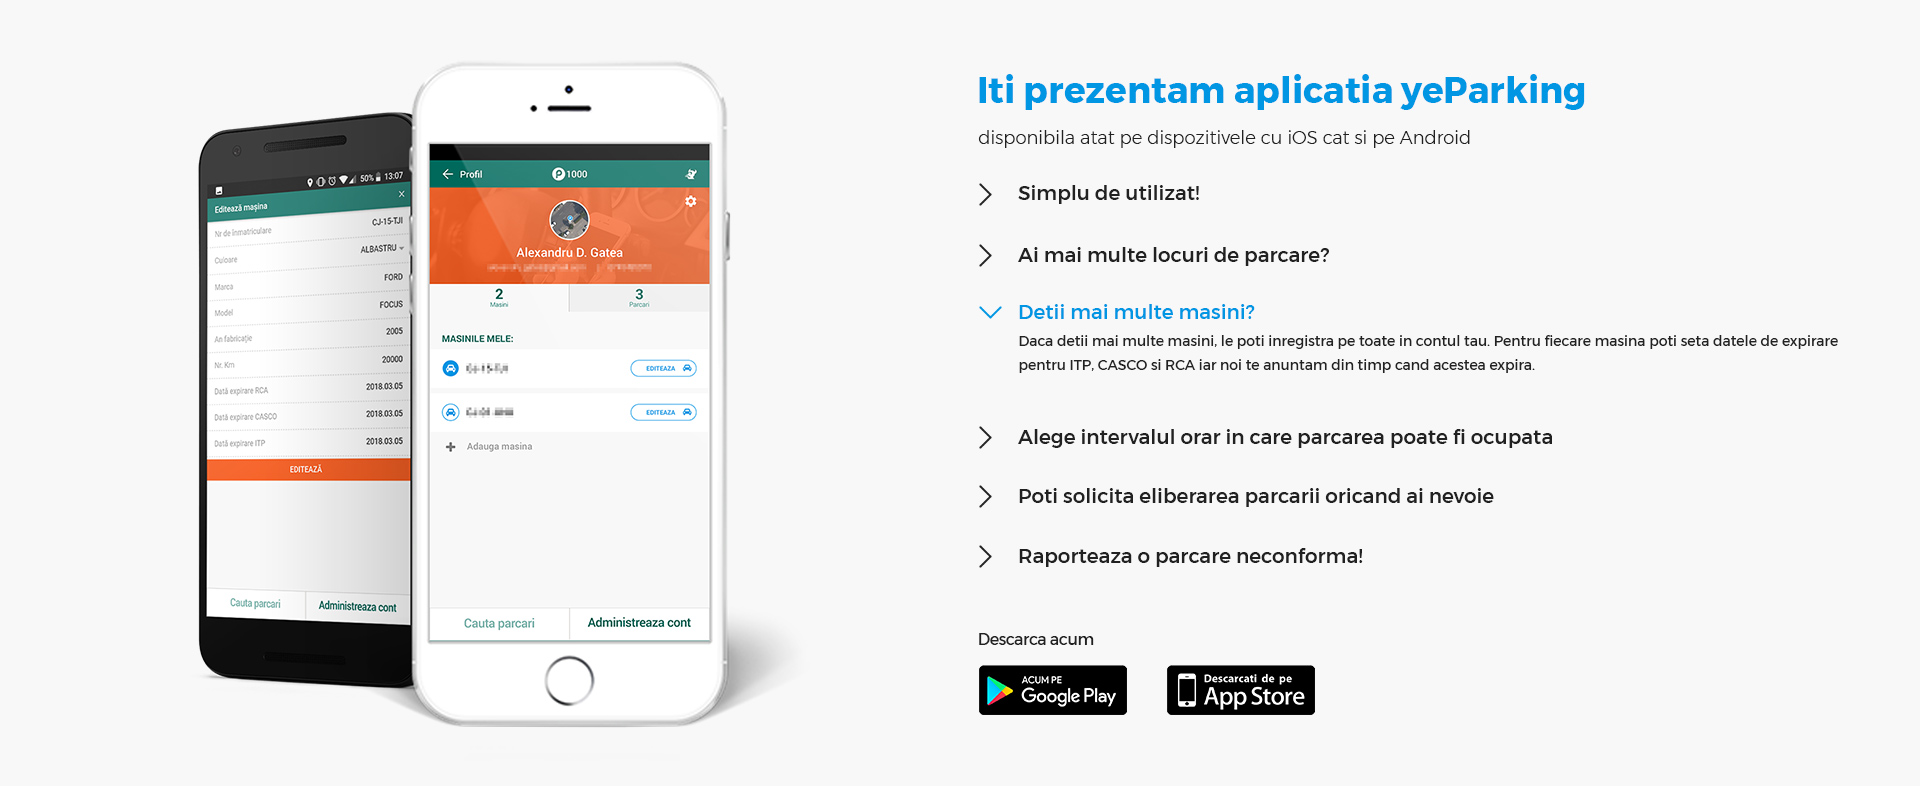 50% 13:07
Editează mașina
Nr de înmatriculare CJ-15-TJI
Culoare ALBASTRU
Marca FORD
Model FOCUS
An fabricație 2005
Nr. Km 20000
Dată expirare RCA 2018.03.05
Dată expirare CASCO 2018.03.05
Dată expirare ITP 2018.03.05
EDITEAZĂ
Cauta parcari Administreaza cont
Profil P 1000
Alexandru D. Gatea
2 3
Masini Parcari
MASINILE MELE:
EDITEAZA
EDITEAZA
Adauga masina
Cauta parcari Administreaza cont
Iti prezentam aplicatia yeParking
disponibila atat pe dispozitivele cu iOS cat si pe Android
Simplu de utilizat!
Ai mai multe locuri de parcare?
Detii mai multe masini?
Daca detii mai multe masini, le poti inregistra pe toate in contul tau. Pentru fiecare masina poti seta datele de expirare
pentru ITP, CASCO si RCA iar noi te anuntam din timp cand acestea expira.
Alege intervalul orar in care parcarea poate fi ocupata
Poti solicita eliberarea parcarii oricand ai nevoie
Raporteaza o parcare neconforma!
Descarca acum
ACUM PE
Google Play
Descarcati de pe
App Store